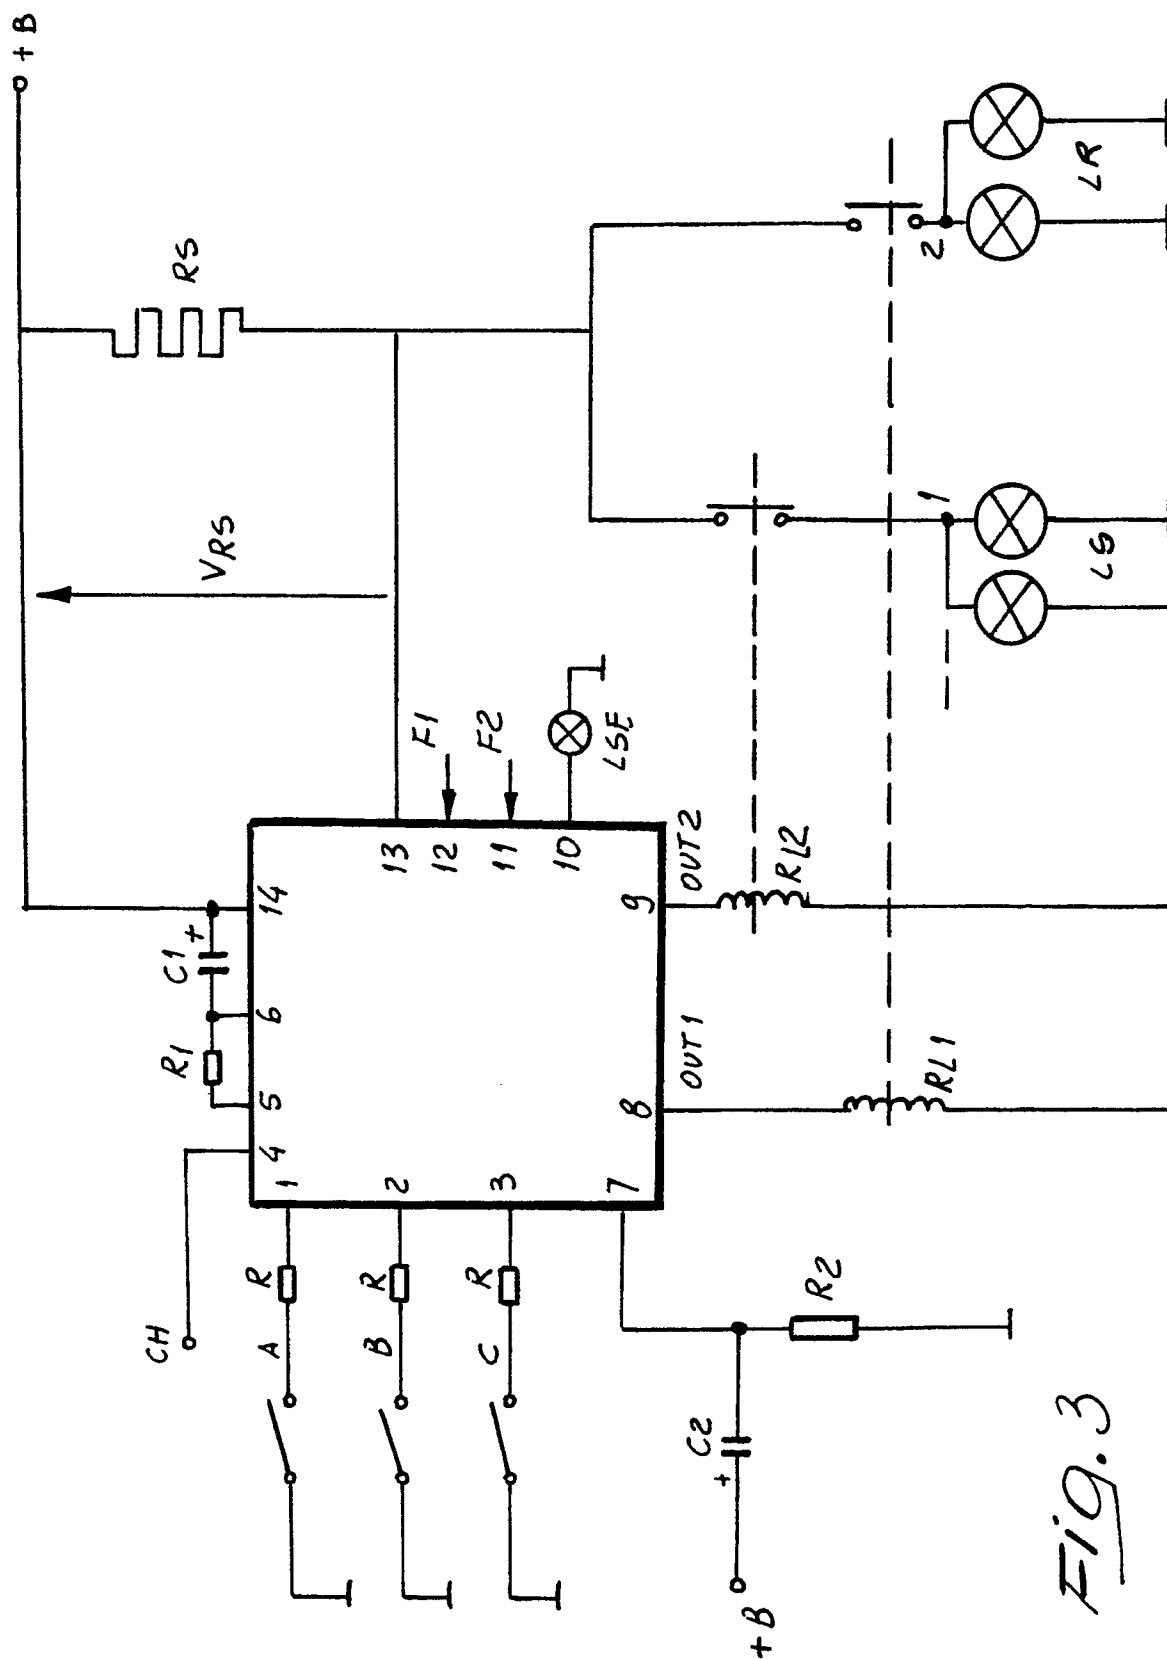 +B
RS
VRS
C1
+
R1
CH
14
6
5
4
13
12
11
10
F1
F2
LSE
1
2
3
7
8
9
OUT1
OUT2
R
A
R
B
R
C
RL2
RL1
1
2
LS
LR
R2
C2
+
+B
Fig. 3